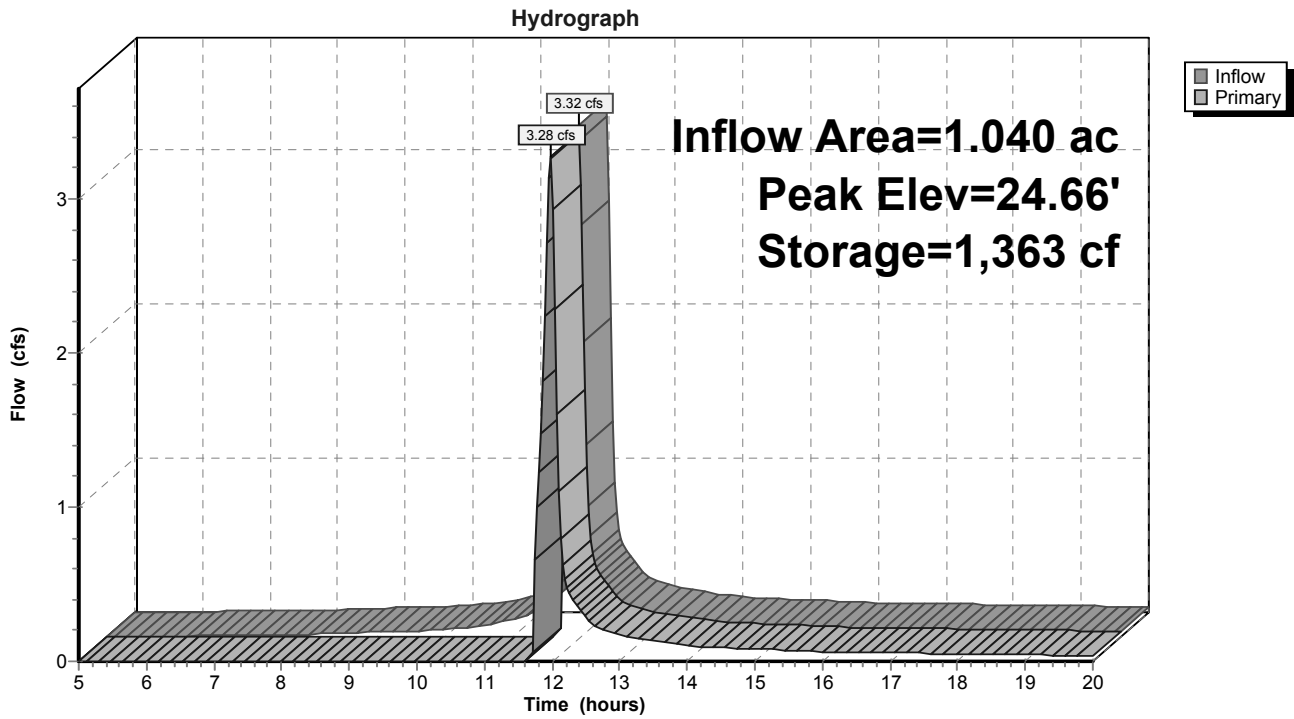 Hydrograph
Inflow
Primary
3.32 cfs
3.28 cfs
Inflow Area=1.040 ac
Peak Elev=24.66'
Storage=1,363 cf
Flow (cfs)
3
2
1
0
5 6 7 8 9 10 11 12 13 14 15 16 17 18 19 20
Time (hours)